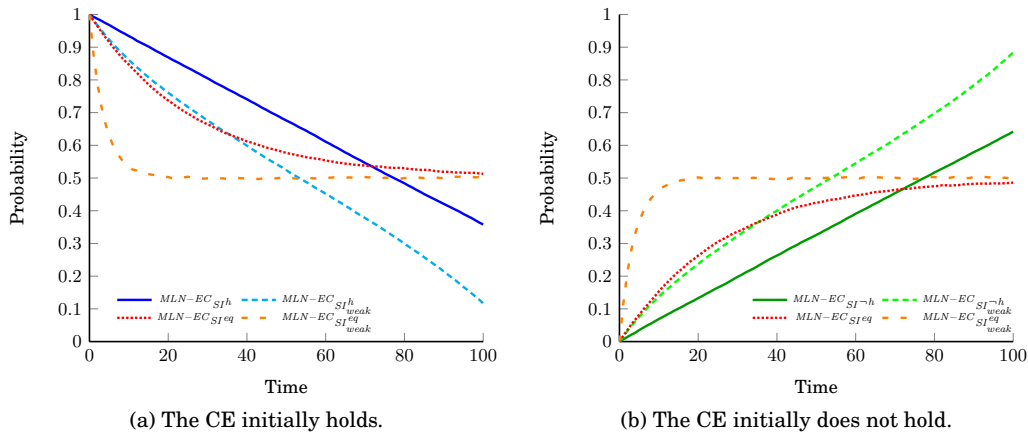 1
0.9
0.8
0.7
0.6
0.5
0.4
0.3
0.2
0.1
0
Probability
MLN−EC_SI^h MLN−EC_SI^h_weak
MLN−EC_SI^eq MLN−EC_SI^eq_weak
0 20 40 60 80 100
Time
(a) The CE initially holds.
1
0.9
0.8
0.7
0.6
0.5
0.4
0.3
0.2
0.1
0
Probability
MLN−EC_SI^¬h MLN−EC_SI^¬h_weak
MLN−EC_SI^eq MLN−EC_SI^eq_weak
0 20 40 60 80 100
Time
(b) The CE initially does not hold.